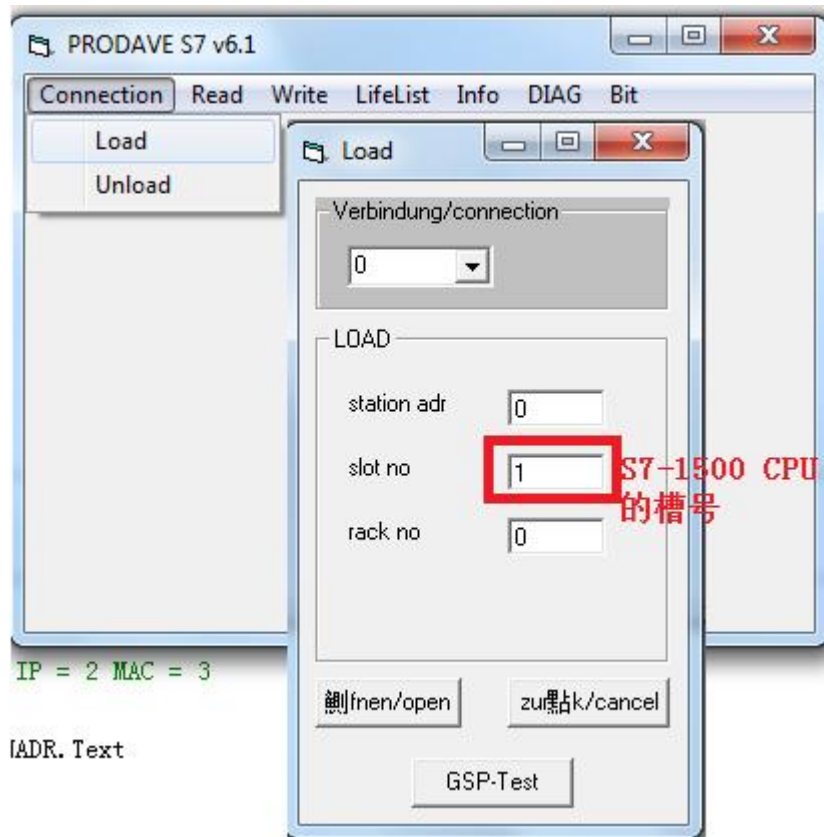 PRODAVE S7 v6.1
Connection Read Write LifeList Info DIAG Bit
Load
Unload
Load
Verbindung/connection
0
LOAD
station adr 0
slot no 1
S7-1500 CPU
的槽号
rack no 0
IP = 2 MAC = 3
fnen/open
k/cancel
ADR.Text
GSP-Test